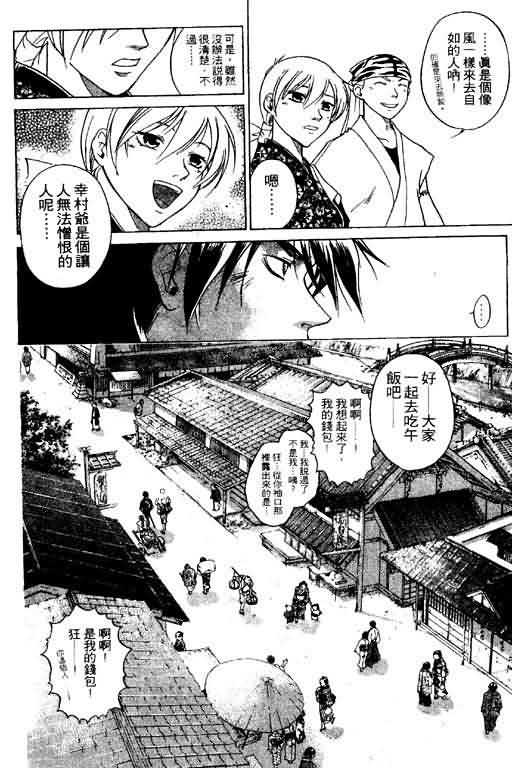 ……真是個像
風一樣來去自
如的人吶！
嗯……
可是，雖然
沒辦法說得
很清楚，不
過……
幸村爺是個讓
人無法憎恨的
人呢……
……
好——大家
一起去吃午
飯吧——
啊啊——
我想起來了，
我的錢包！
我…我說過了
不是我…咦？
狂…從你袖口那
裡露出來的是…
啊啊！
是我的錢包！
狂——！